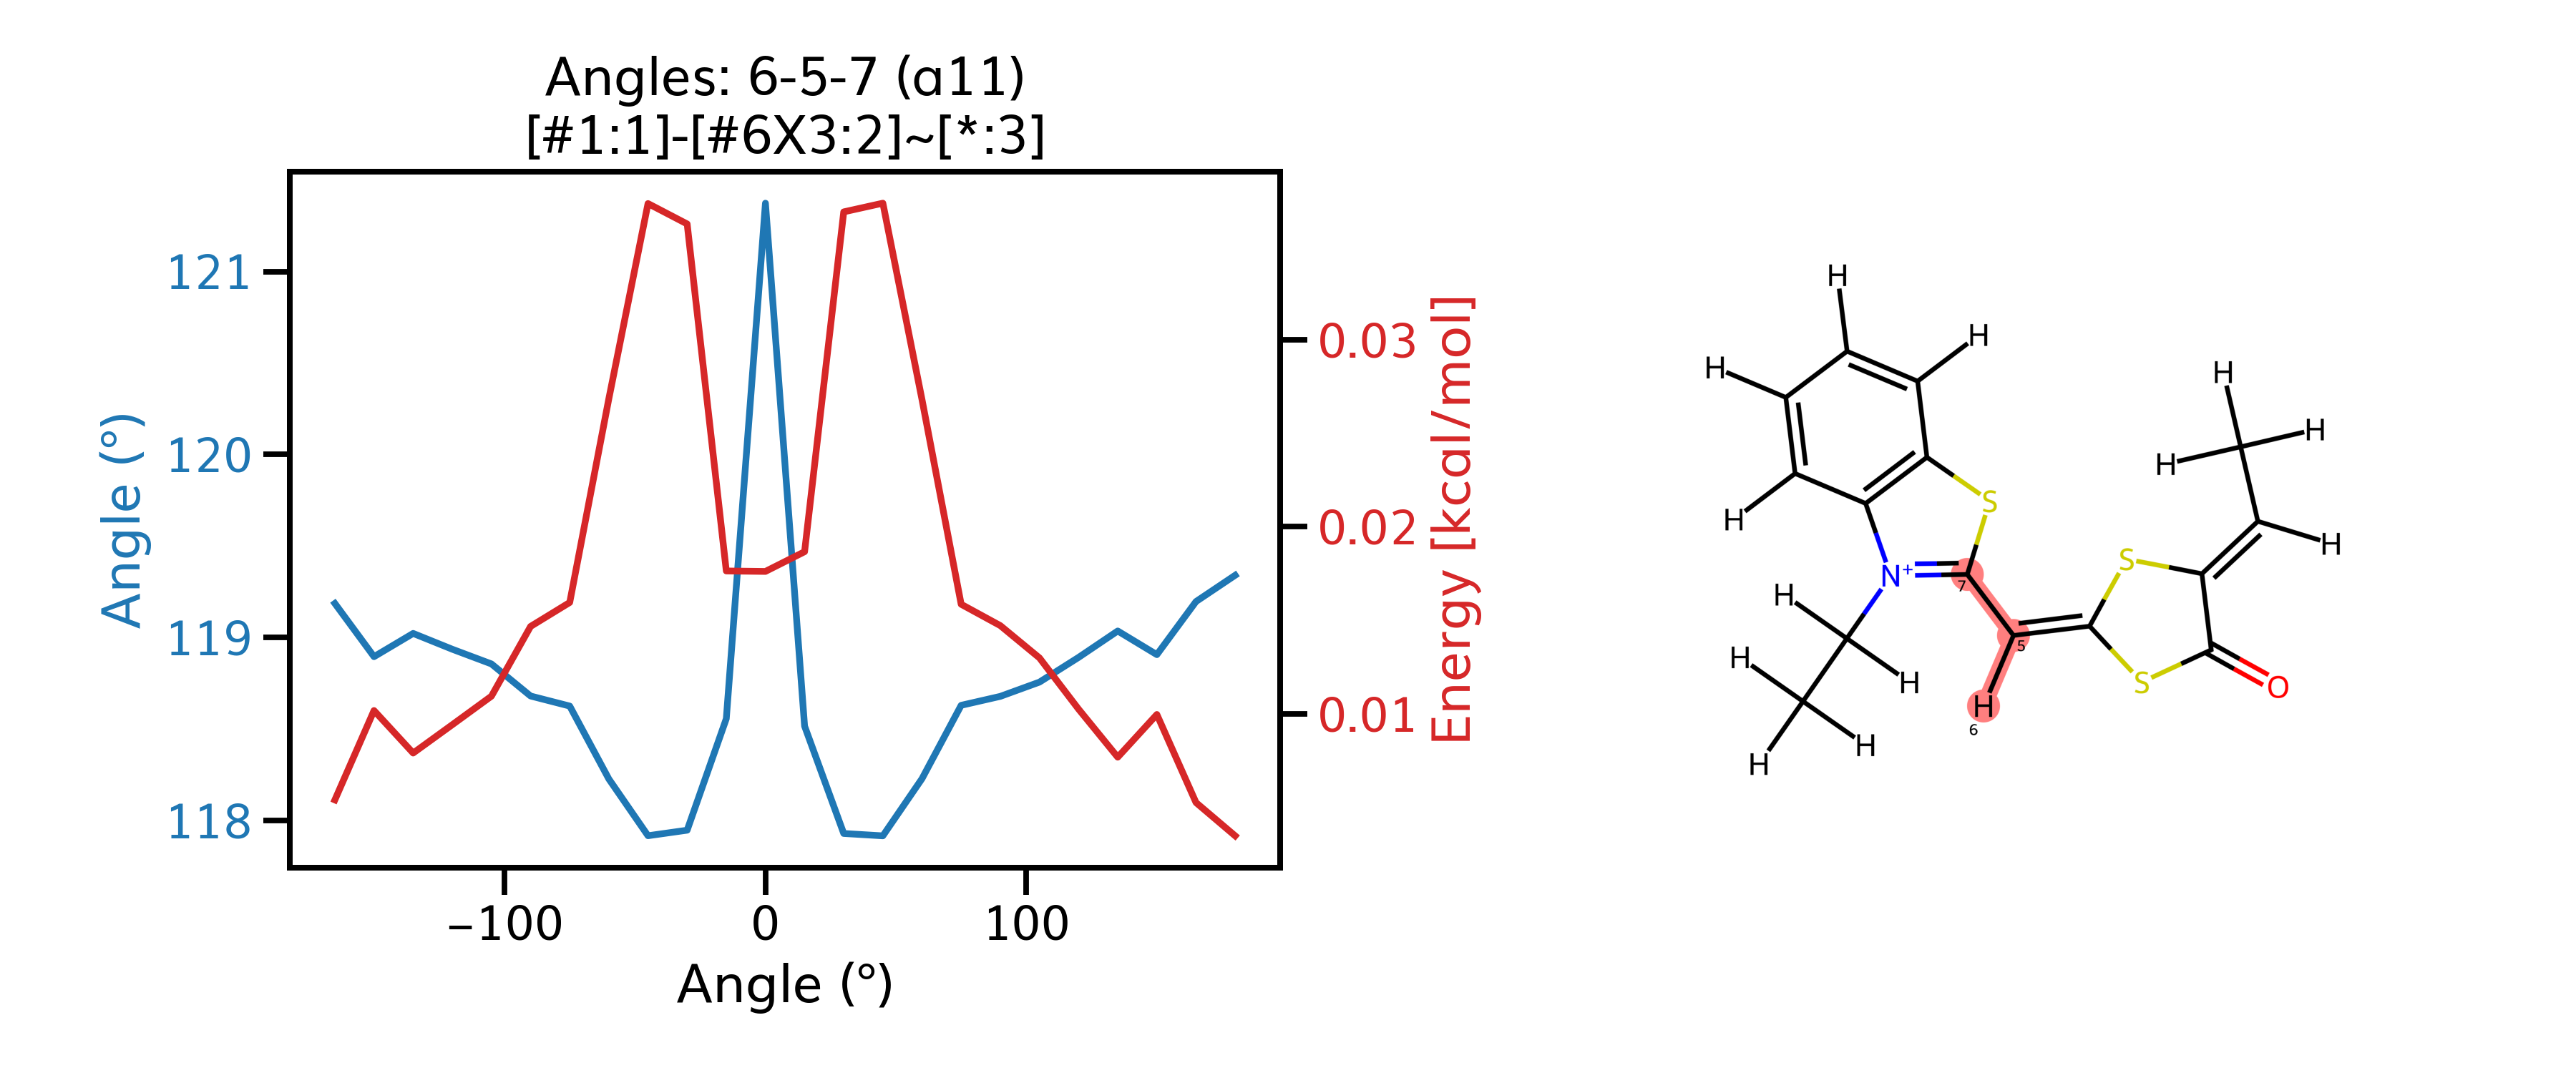 Angles: 6-5-7 (a11)
[#1:1]-[#6X3:2]~[*:3]
Angle (°)
121
120
119
118
−100
0
100
Angle (°)
0.03
0.02
0.01
Energy [kcal/mol]
H
H
H
H
S
H
H
H
S
H
N+
7
H
5
H
H
S
O
H
6
H
H